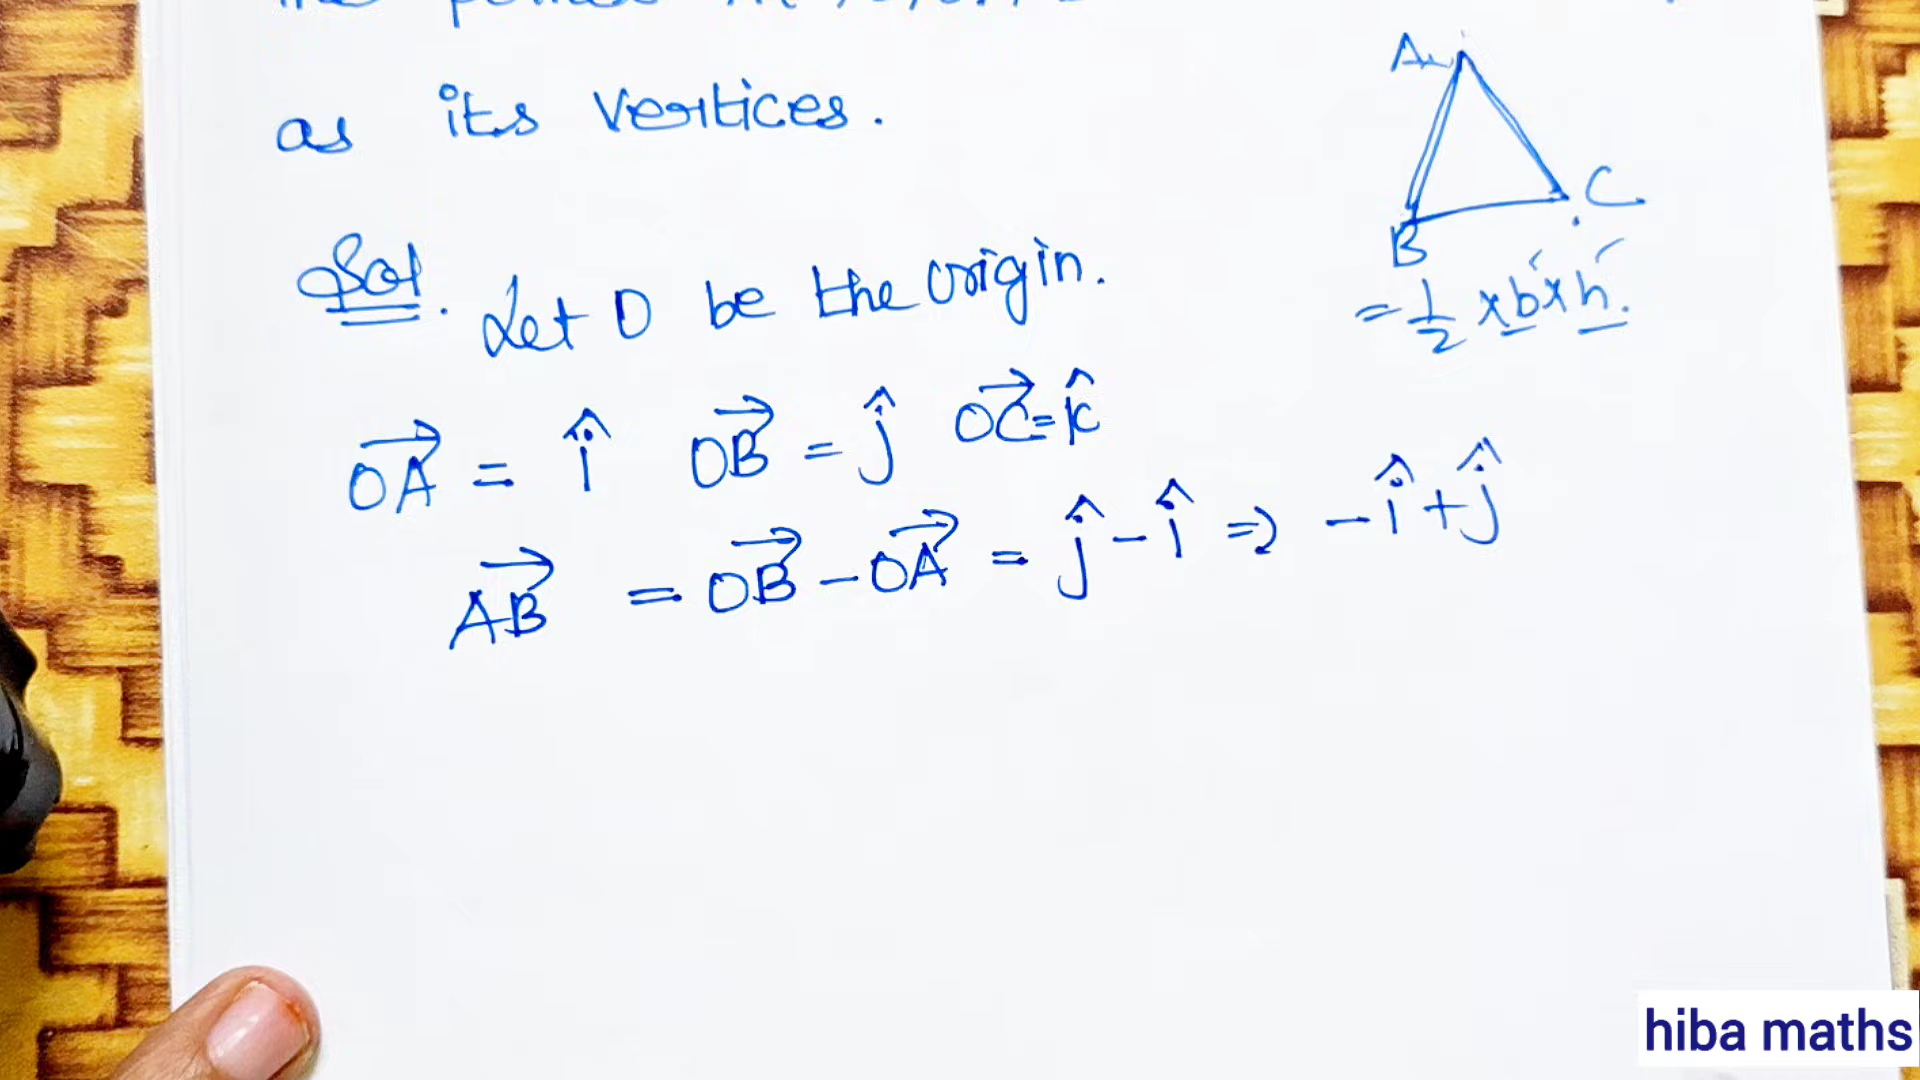 as its vertices.
A
C
B
= 1/2 × b × h.
Sol. Let O be the origin.
→OA = î →OB = ĵ →OC = k̂
→AB = →OB - →OA = ĵ - î ⇒ -î + ĵ
hiba maths